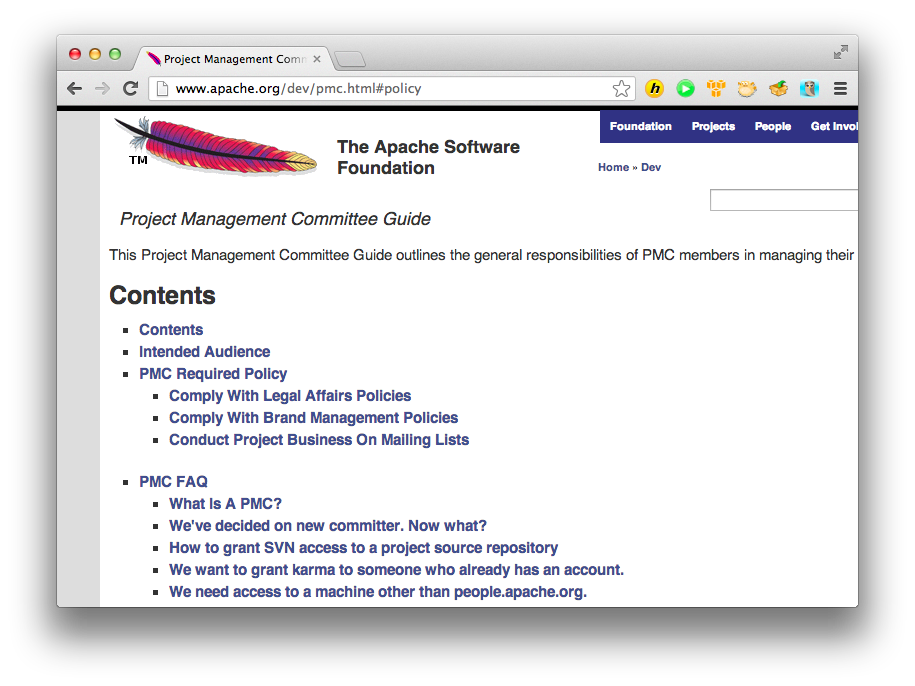 Project Management Comm
www.apache.org/dev/pmc.html#policy
h
TM
The Apache Software
Foundation
Foundation Projects People Get Invol
Home » Dev
Project Management Committee Guide
This Project Management Committee Guide outlines the general responsibilities of PMC members in managing their
Contents
Contents
Intended Audience
PMC Required Policy
Comply With Legal Affairs Policies
Comply With Brand Management Policies
Conduct Project Business On Mailing Lists
PMC FAQ
What Is A PMC?
We've decided on new committer. Now what?
How to grant SVN access to a project source repository
We want to grant karma to someone who already has an account.
We need access to a machine other than people.apache.org.